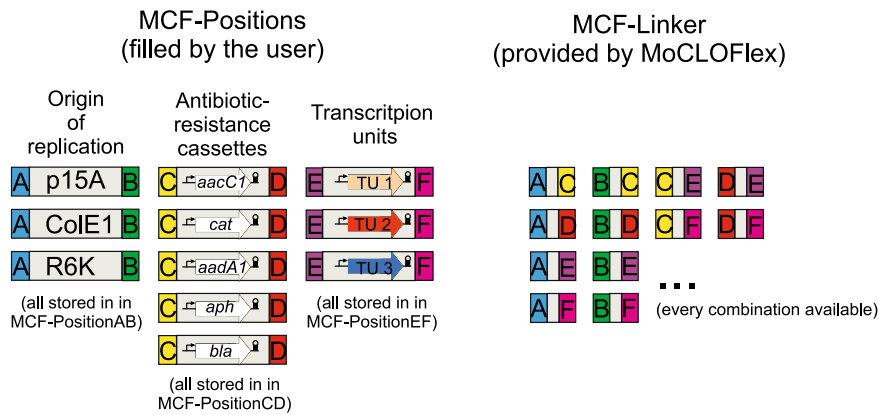 MCF-Positions
(filled by the user)
MCF-Linker
(provided by MoCLOFlex)
Origin
of
replication
Antibiotic-
resistance
cassettes
Transcritpion
units
A p15A B
C aacC1 D
E TU 1 F
A ColE1 B
C cat D
E TU 2 F
A R6K B
C aadA1 D
E TU 3 F
(all stored in in
MCF-PositionAB)
C aph D
C bla D
(all stored in in
MCF-PositionCD)
(all stored in in
MCF-PositionEF)
A C B C C E D E
A D B D C F D F
A E B E
A F B F
...
(every combination available)